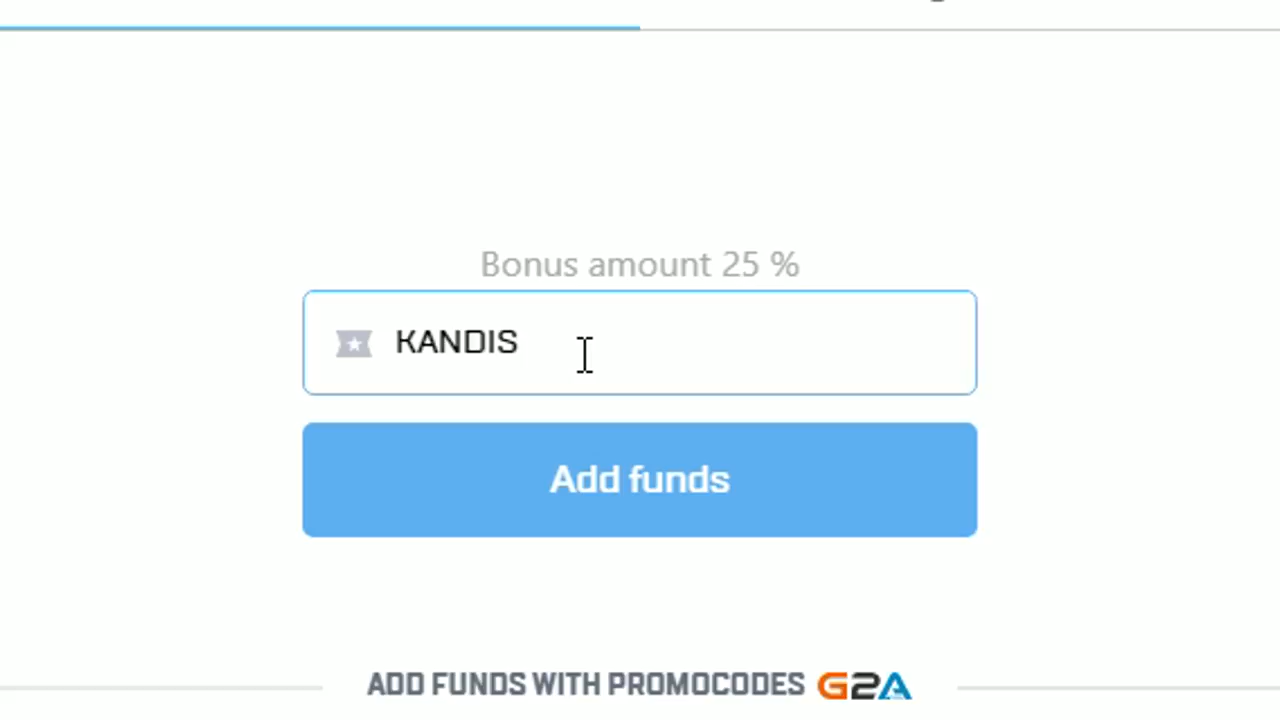 Bonus amount 25 %
KANDIS
Add funds
ADD FUNDS WITH PROMOCODES G2A